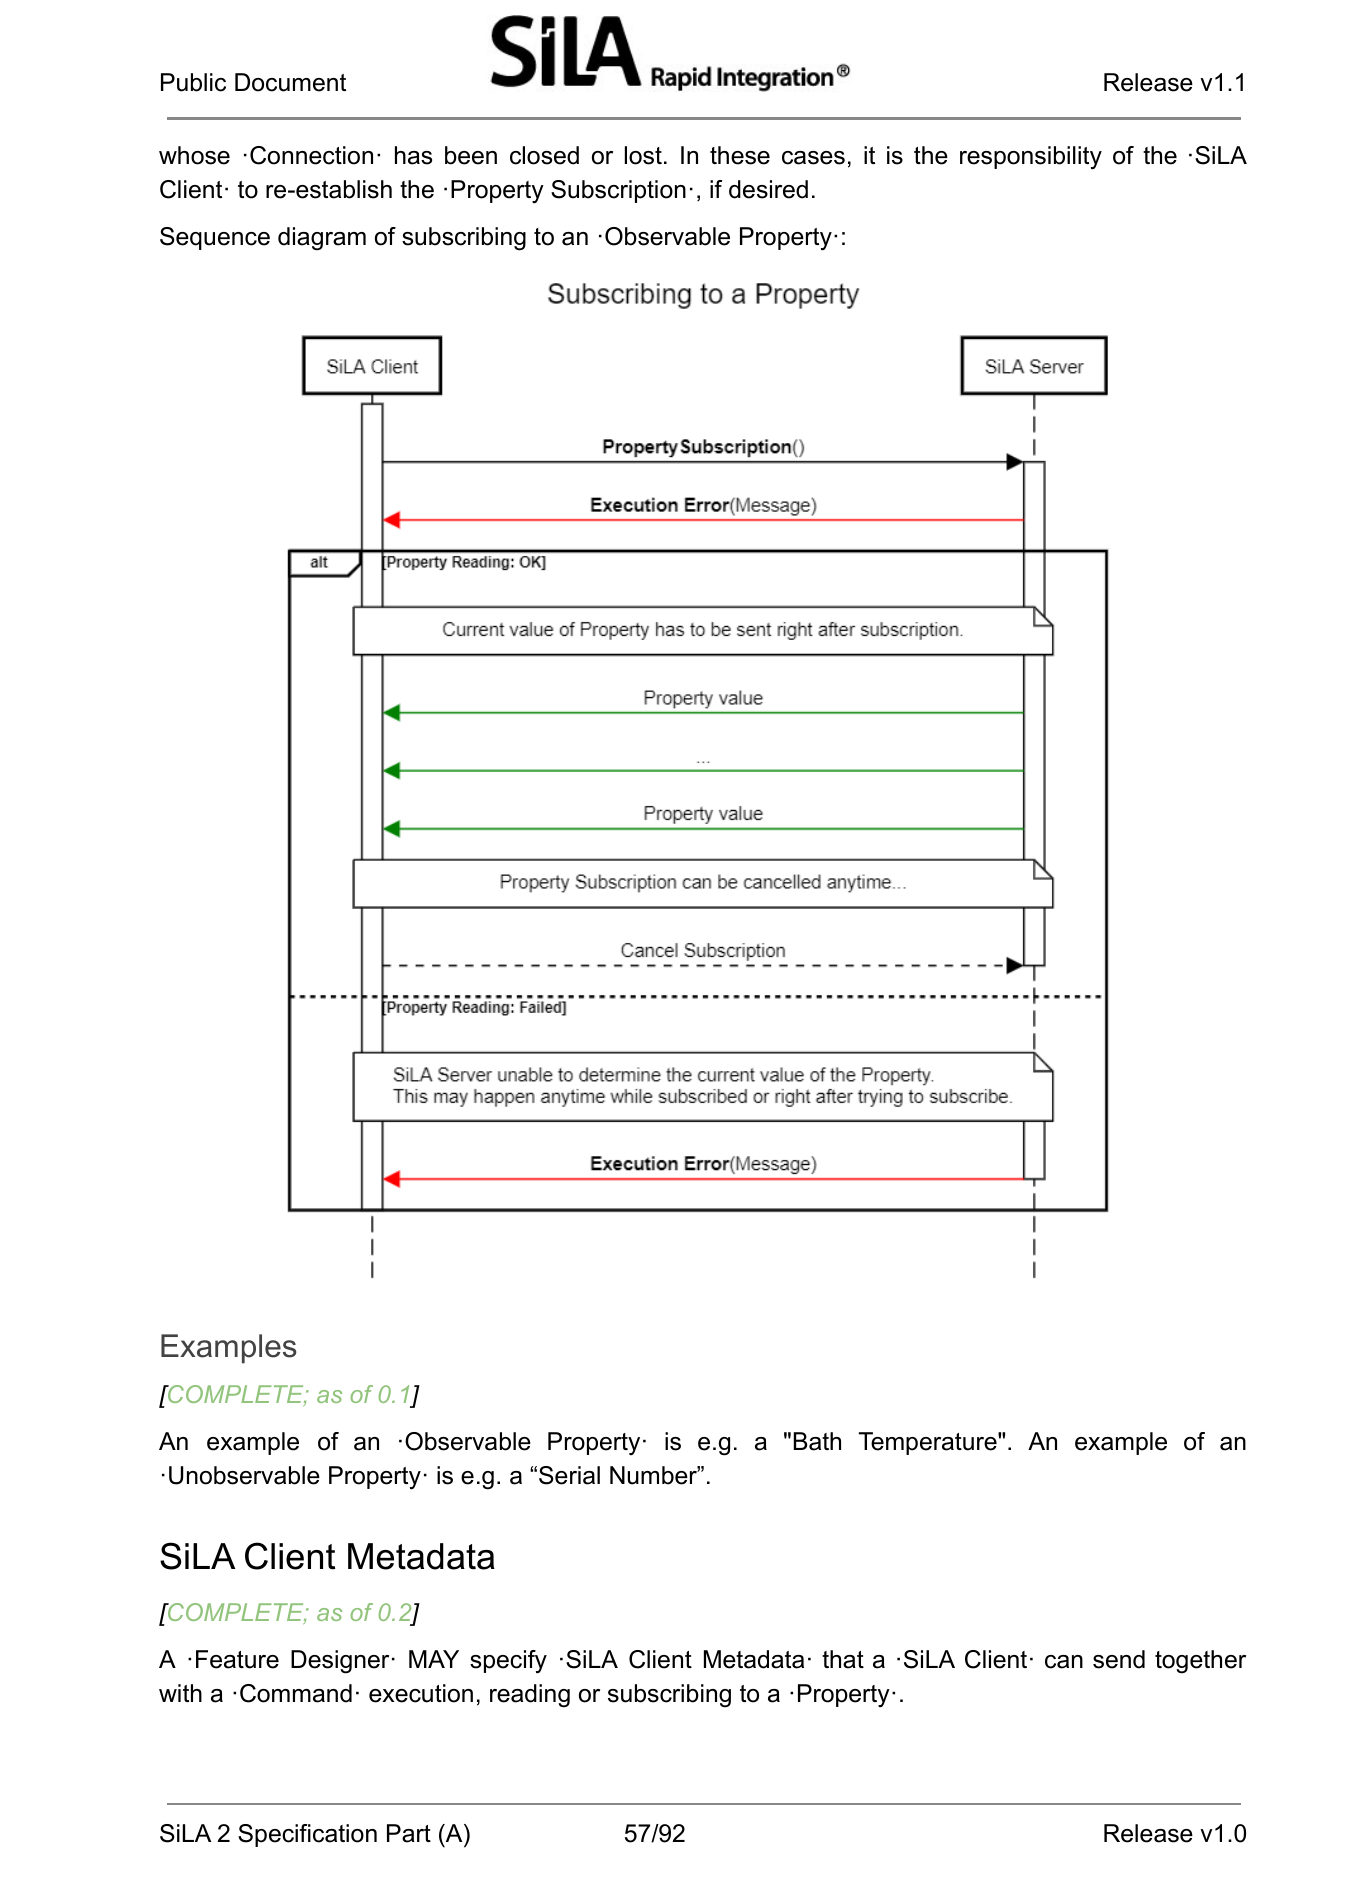 Public Document
SiLA Rapid Integration®
Release v1.1
whose ·Connection· has been closed or lost. In these cases, it is the responsibility of the ·SiLA
Client· to re-establish the ·Property Subscription·, if desired.
Sequence diagram of subscribing to an ·Observable Property·:
Subscribing to a Property
SiLA Client
SiLA Server
PropertySubscription()
Execution Error(Message)
alt
[Property Reading: OK]
Current value of Property has to be sent right after subscription.
Property value
...
Property value
Property Subscription can be cancelled anytime...
Cancel Subscription
[Property Reading: Failed]
SiLA Server unable to determine the current value of the Property.
This may happen anytime while subscribed or right after trying to subscribe.
Execution Error(Message)
Examples
[COMPLETE; as of 0.1]
An example of an ·Observable Property· is e.g. a "Bath Temperature". An example of an
·Unobservable Property· is e.g. a “Serial Number”.
SiLA Client Metadata
[COMPLETE; as of 0.2]
A ·Feature Designer· MAY specify ·SiLA Client Metadata· that a ·SiLA Client· can send together
with a ·Command· execution, reading or subscribing to a ·Property·.
SiLA 2 Specification Part (A)
57/92
Release v1.0